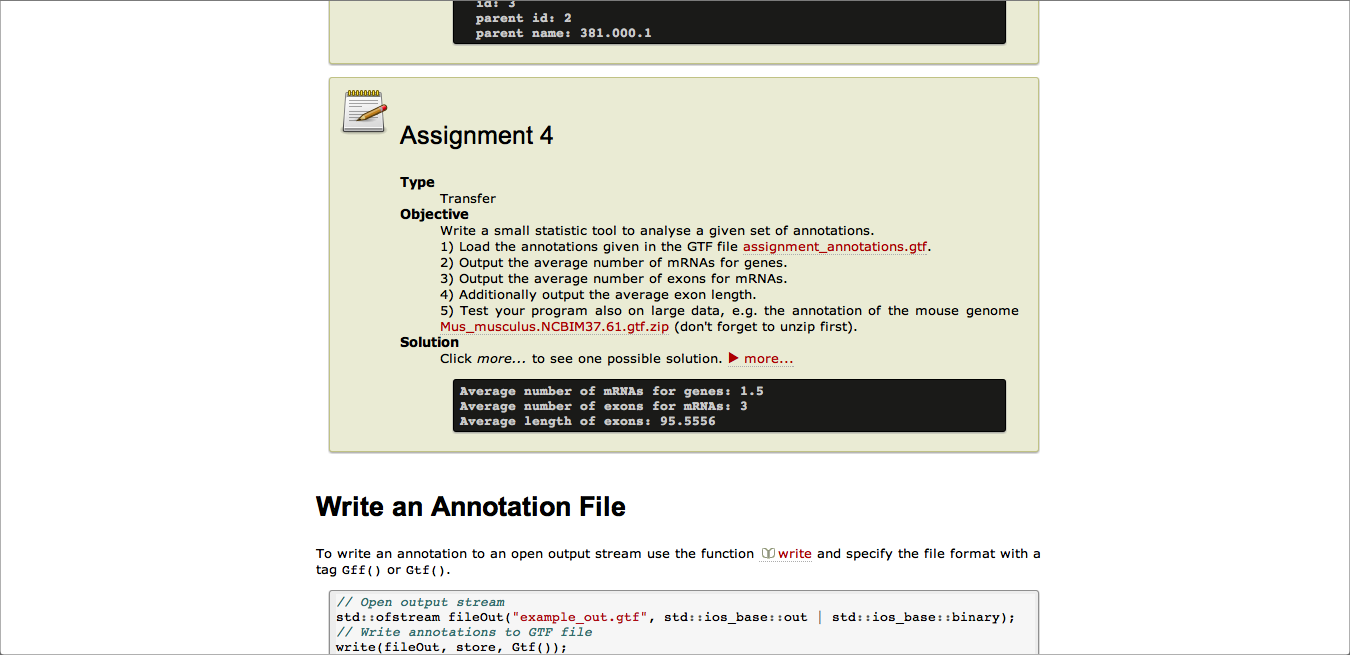 id: 3
parent id: 2
parent name: 381.000.1
Assignment 4
Type
Transfer
Objective
Write a small statistic tool to analyse a given set of annotations.
1) Load the annotations given in the GTF file assignment_annotations.gtf.
2) Output the average number of mRNAs for genes.
3) Output the average number of exons for mRNAs.
4) Additionally output the average exon length.
5) Test your program also on large data, e.g. the annotation of the mouse genome
Mus_musculus.NCBIM37.61.gtf.zip (don't forget to unzip first).
Solution
Click more... to see one possible solution. ▶ more...
Average number of mRNAs for genes: 1.5
Average number of exons for mRNAs: 3
Average length of exons: 95.5556
Write an Annotation File
To write an annotation to an open output stream use the function write and specify the file format with a
tag Gff() or Gtf().
// Open output stream
std::ofstream fileOut("example_out.gtf", std::ios_base::out | std::ios_base::binary);
// Write annotations to GTF file
write(fileOut, store, Gtf());